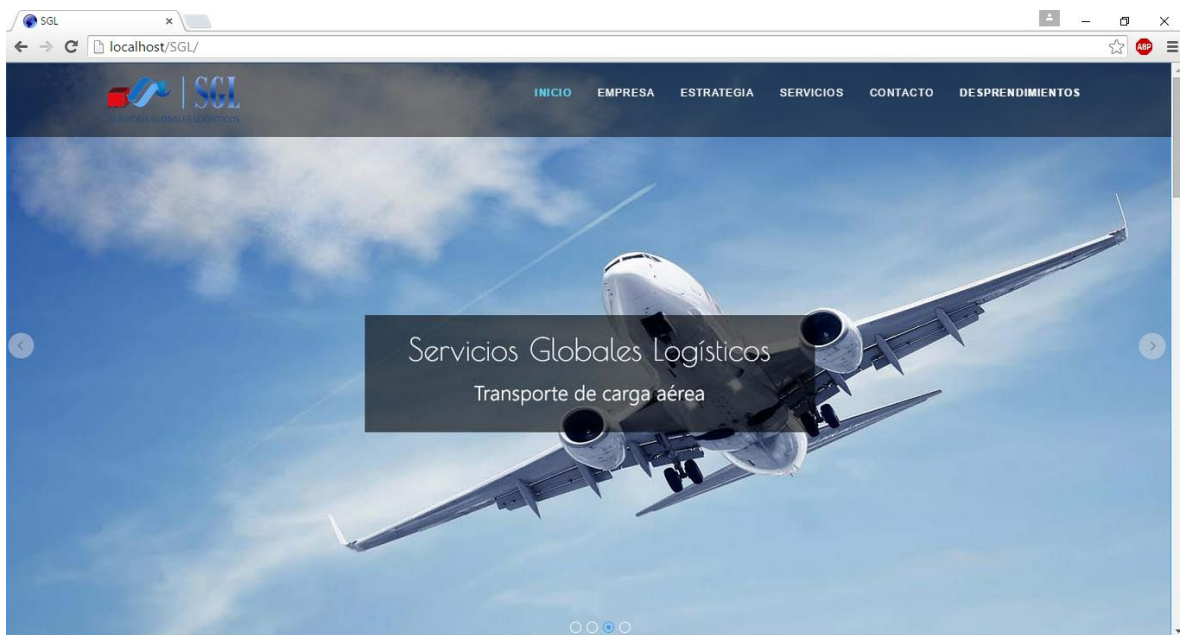 SGL
localhost/SGL/
ABP
SGL
SERVICIOS GLOBALES LOGÍSTICOS
INICIO EMPRESA ESTRATEGIA SERVICIOS CONTACTO DESPRENDIMIENTOS
Servicios Globales Logísticos
Transporte de carga aérea